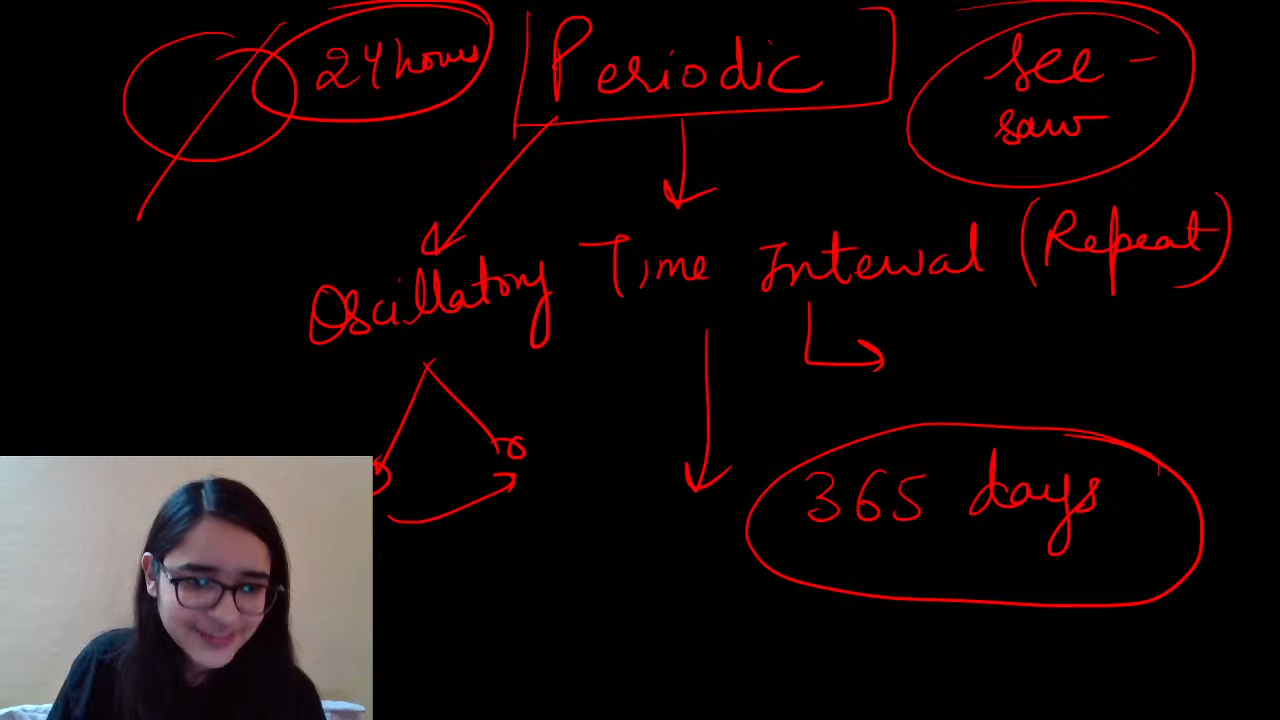 24 hours
Periodic
see-
saw
Oscillatory Time Interval (Repeat)
365 days